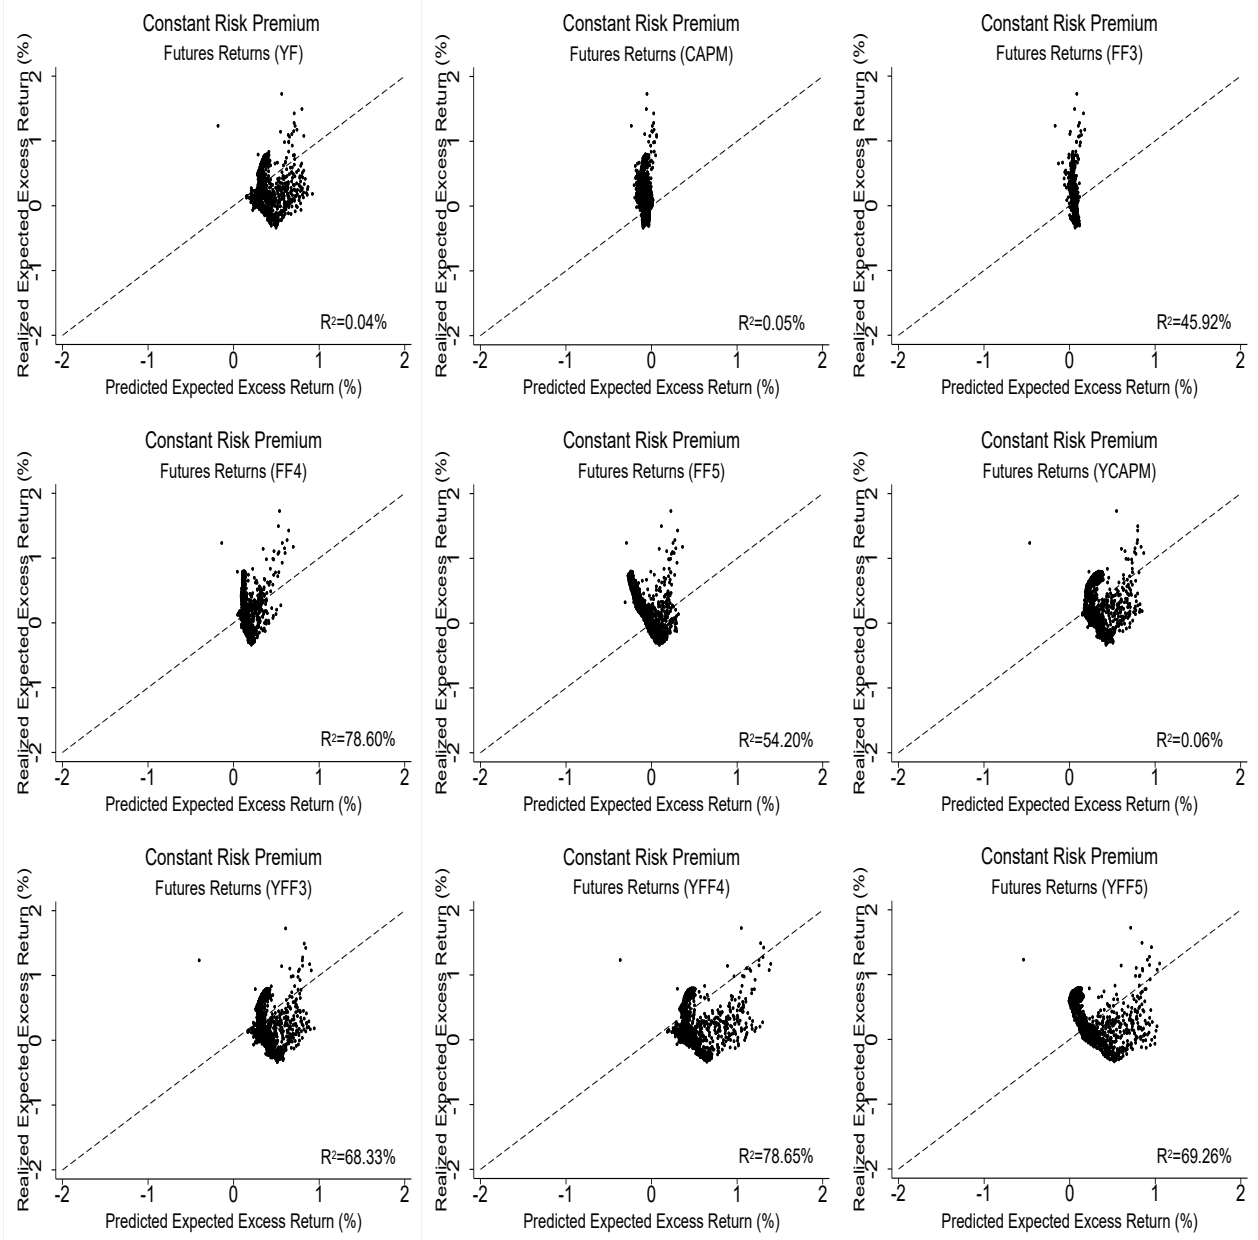 Constant Risk Premium
Futures Returns (YF)
Realized Expected Excess Return (%)
2
1
0
-1
-2
R2=0.04%
-2 -1 0 1 2
Predicted Expected Excess Return (%)
Constant Risk Premium
Futures Returns (CAPM)
Realized Expected Excess Return (%)
2
1
0
-1
-2
R2=0.05%
-2 -1 0 1 2
Predicted Expected Excess Return (%)
Constant Risk Premium
Futures Returns (FF3)
Realized Expected Excess Return (%)
2
1
0
-1
-2
R2=45.92%
-2 -1 0 1 2
Predicted Expected Excess Return (%)
Constant Risk Premium
Futures Returns (FF4)
Realized Expected Excess Return (%)
2
1
0
-1
-2
R2=78.60%
-2 -1 0 1 2
Predicted Expected Excess Return (%)
Constant Risk Premium
Futures Returns (FF5)
Realized Expected Excess Return (%)
2
1
0
-1
-2
R2=54.20%
-2 -1 0 1 2
Predicted Expected Excess Return (%)
Constant Risk Premium
Futures Returns (YCAPM)
Realized Expected Excess Return (%)
2
1
0
-1
-2
R2=0.06%
-2 -1 0 1 2
Predicted Expected Excess Return (%)
Constant Risk Premium
Futures Returns (YFF3)
Realized Expected Excess Return (%)
2
1
0
-1
-2
R2=68.33%
-2 -1 0 1 2
Predicted Expected Excess Return (%)
Constant Risk Premium
Futures Returns (YFF4)
Realized Expected Excess Return (%)
2
1
0
-1
-2
R2=78.65%
-2 -1 0 1 2
Predicted Expected Excess Return (%)
Constant Risk Premium
Futures Returns (YFF5)
Realized Expected Excess Return (%)
2
1
0
-1
-2
R2=69.26%
-2 -1 0 1 2
Predicted Expected Excess Return (%)